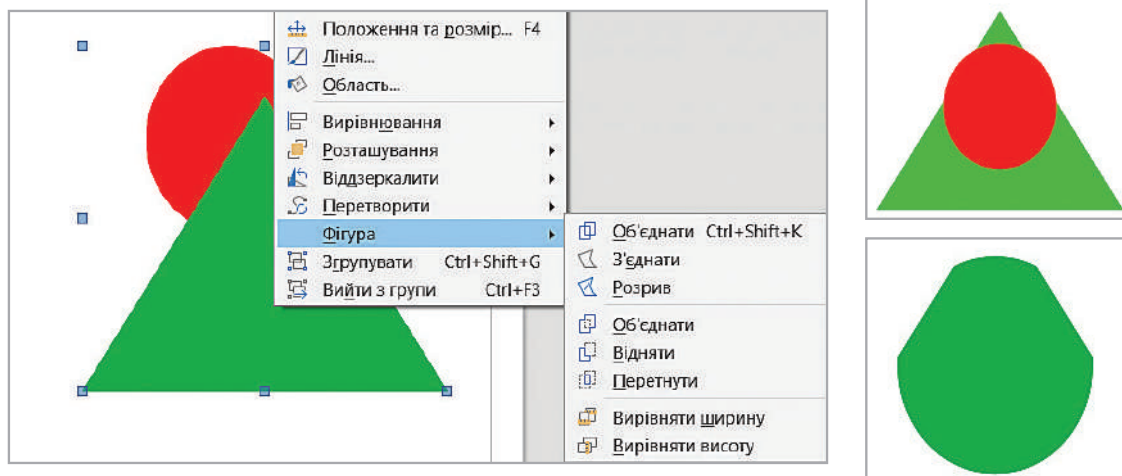 Положення та розмір... F4
Лінія...
Область...
Вирівнювання
Розташування
Віддзеркалити
Перетворити
Фігура
Згрупувати Ctrl+Shift+G
Вийти з групи Ctrl+F3
Об'єднати Ctrl+Shift+K
З'єднати
Розрив
Об'єднати
Відняти
Перетнути
Вирівняти ширину
Вирівняти висоту